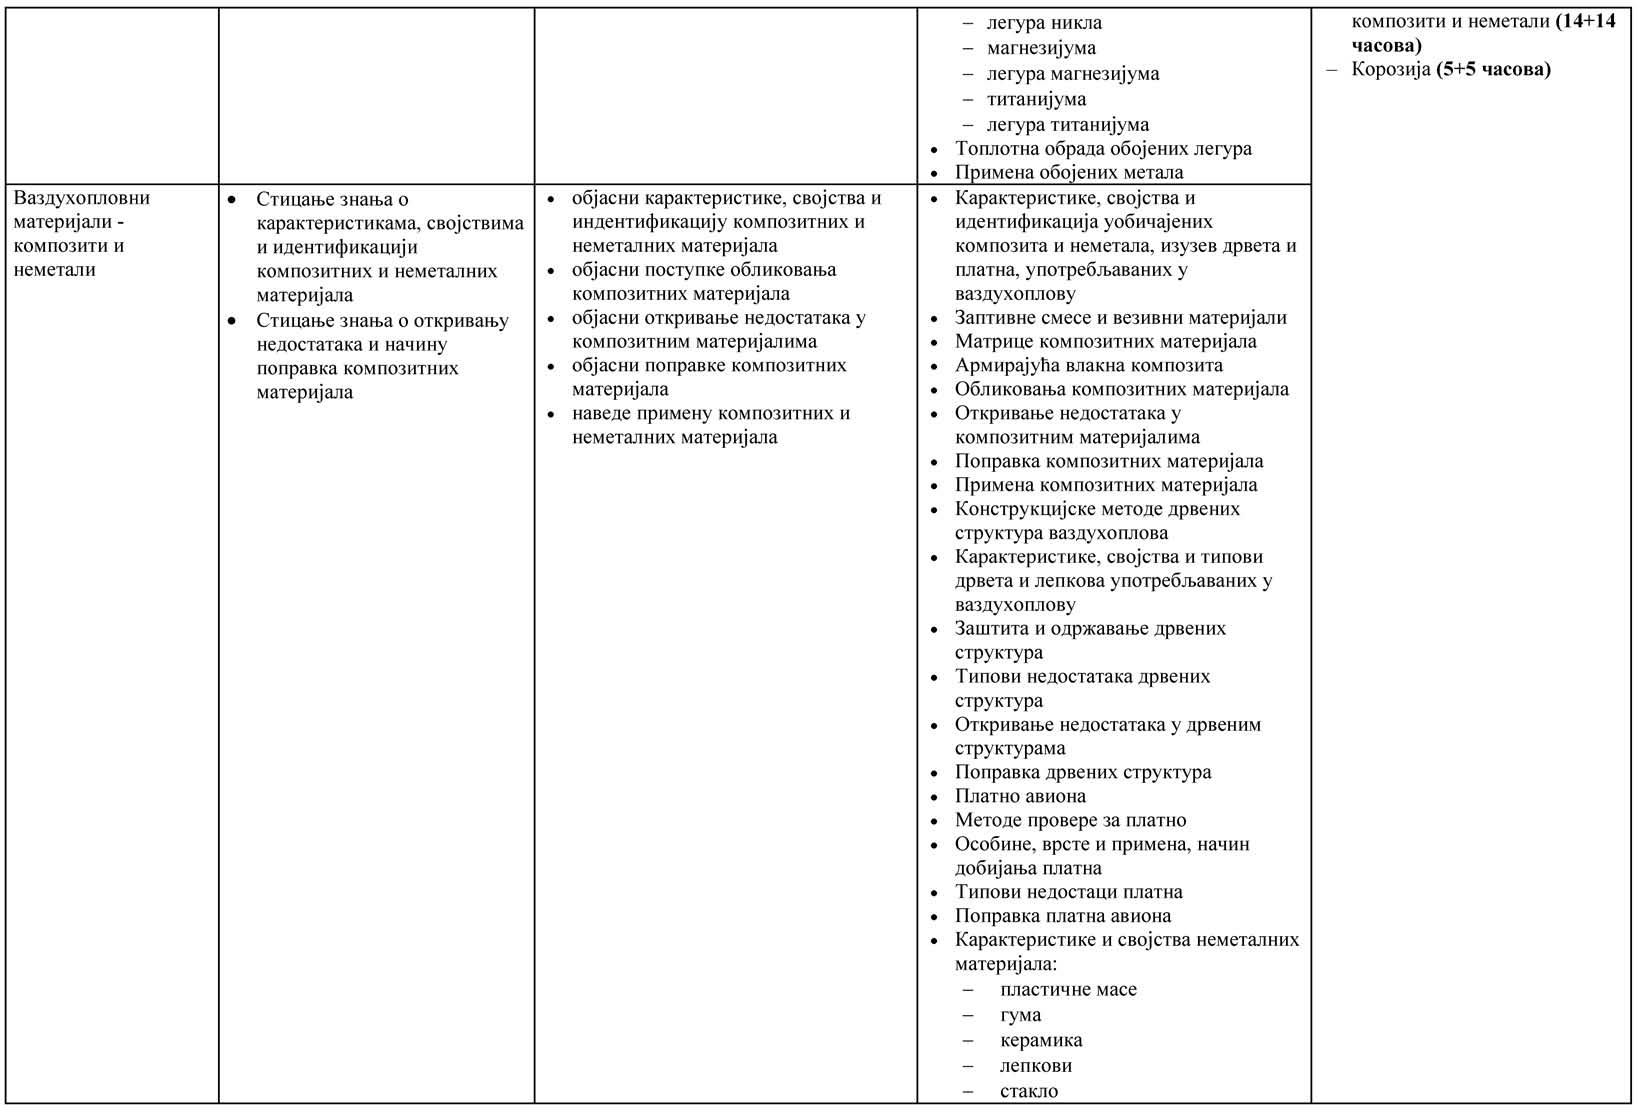 – легура никла
– магнезијума
– легура магнезијума
– титанијума
– легура титанијума
• Топлотна обрада обојених легура
• Примена обојених метала
композити и неметали (14+14
часова)
– Корозија (5+5 часова)
Ваздухопловни
материјали -
композити и
неметали
• Стицање знања о
карактеристикама, својствима
и идентификацији
композитних и неметалних
материјала
• Стицање знања о откривању
недостатака и начину
поправка композитних
материјала
• објасни карактеристике, својства и
индентификацију композитних и
неметалних материјала
• објасни поступке обликовања
композитних материјала
• објасни откривање недостатака у
композитним материјалима
• објасни поправке композитних
материјала
• наведе примену композитних и
неметалних материјала
• Карактеристике, својства и
идентификација уобичајених
композита и неметала, изузев дрвета и
платна, употребљаваних у
ваздухоплову
• Заптивне смесе и везивни материјали
• Матрице композитних материјала
• Армирајућа влакна композита
• Обликовања композитних материјала
• Откривање недостатака у
композитним материјалима
• Поправка композитних материјала
• Примена композитних материјала
• Конструкцијске методе дрвених
структура ваздухоплова
• Карактеристике, својства и типови
дрвета и лепкова употребљаваних у
ваздухоплову
• Заштита и одржавање дрвених
структура
• Типови недостатака дрвених
структура
• Откривање недостатака у дрвеним
структурама
• Поправка дрвених структура
• Платно авиона
• Методе провере за платно
• Особине, врсте и примена, начин
добијања платна
• Типови недостаци платна
• Поправка платна авиона
• Карактеристике и својства неметалних
материјала:
– пластичне масе
– гума
– керамика
– лепкови
– стакло